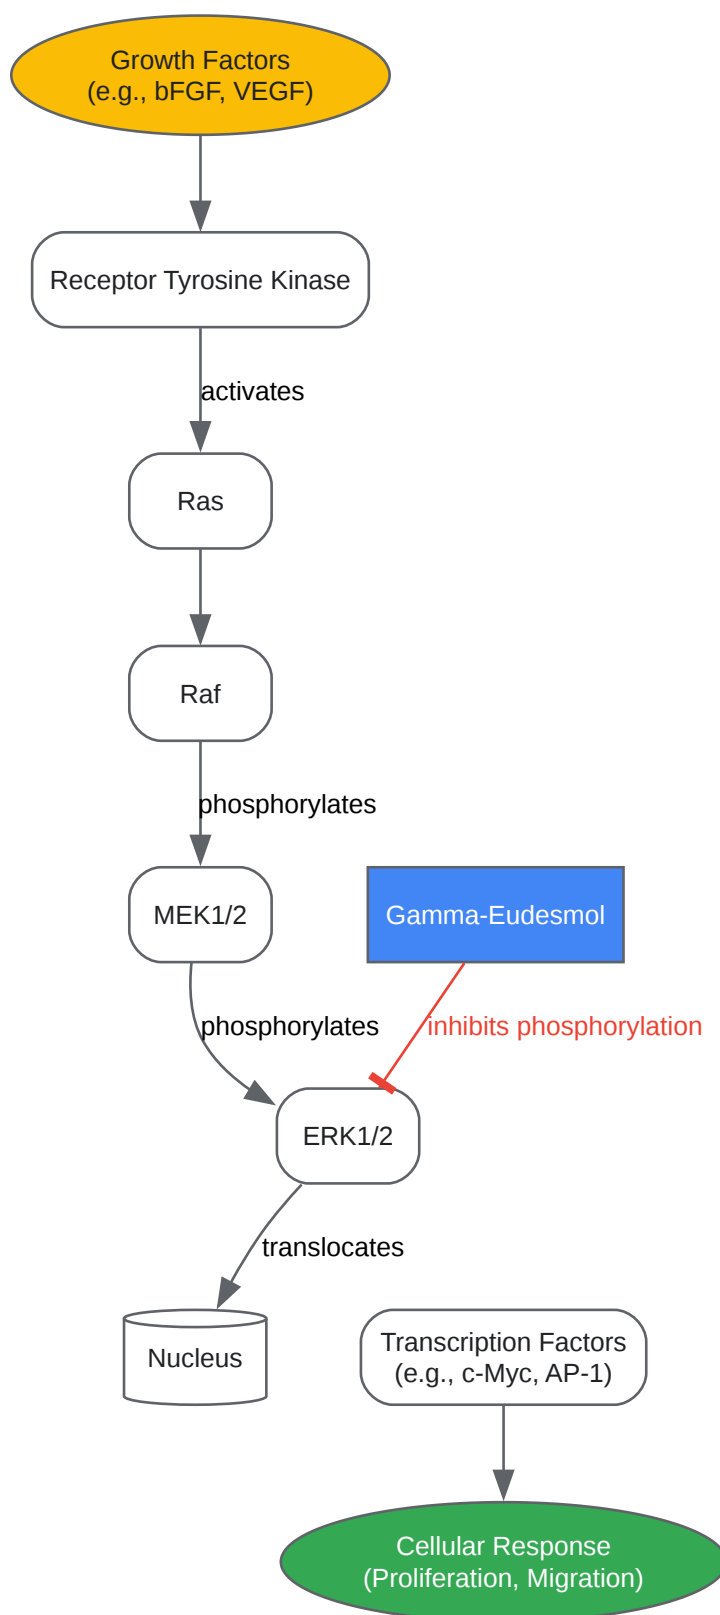 Growth Factors
(e.g., bFGF, VEGF)
Receptor Tyrosine Kinase
activates
Ras
Raf
phosphorylates
MEK1/2
Gamma-Eudesmol
phosphorylates
inhibits phosphorylation
ERK1/2
translocates
Nucleus
Transcription Factors
(e.g., c-Myc, AP-1)
Cellular Response
(Proliferation, Migration)